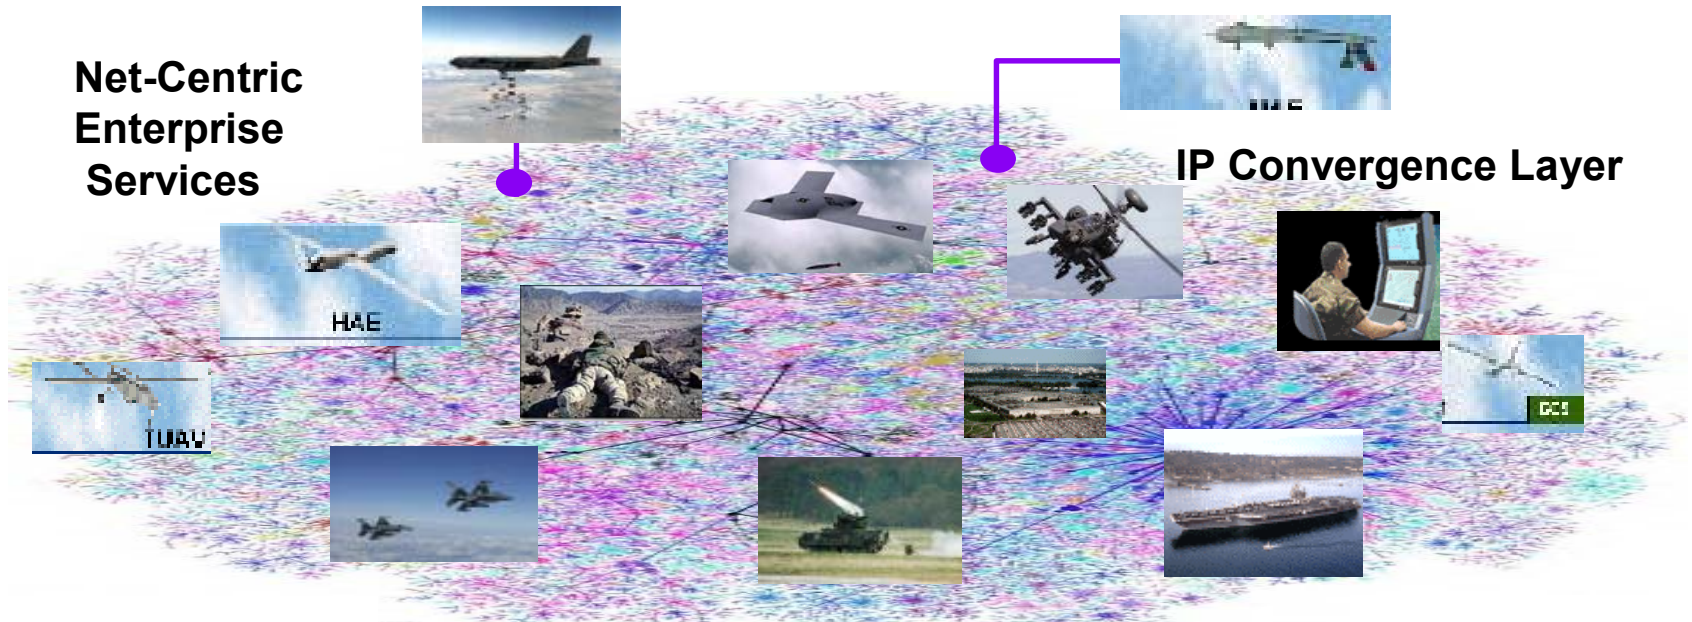 Net-Centric
Enterprise
Services
IP Convergence Layer
HAE
TUAV
GCS